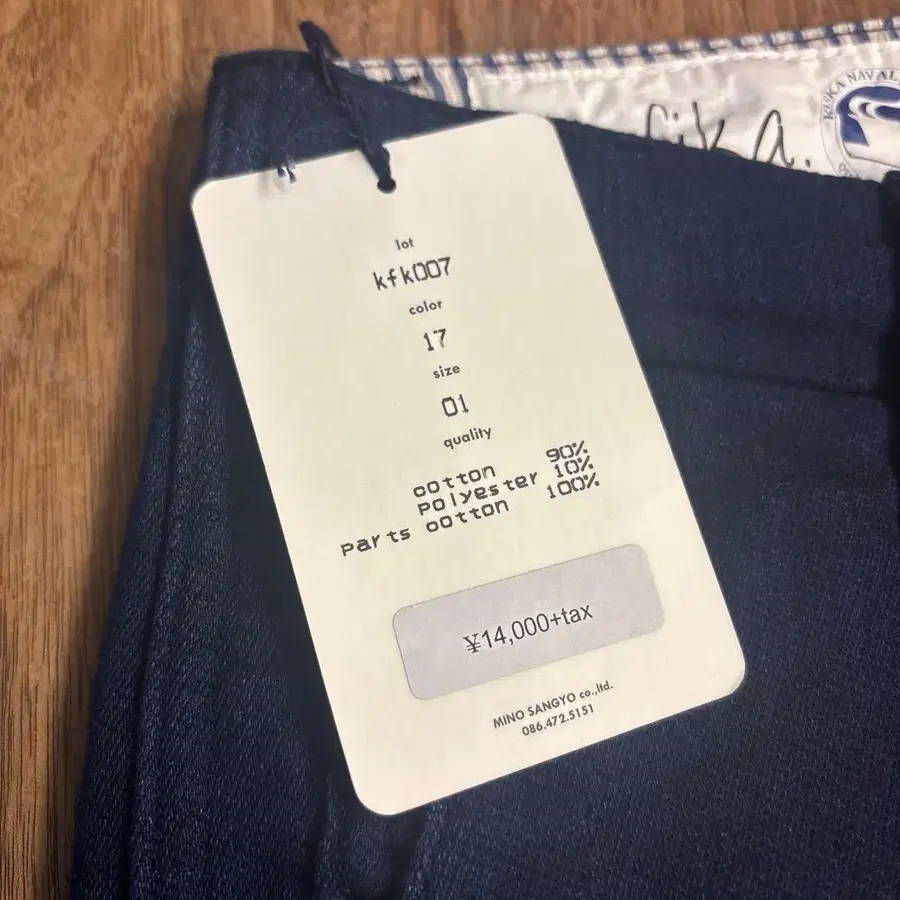 lot
kfk007
color
17
size
01
quality
cotton 90%
polyester 10%
parts cotton 100%
¥14,000+tax
MINO SANGYO co.,ltd.
086.472.5151
NAVAL